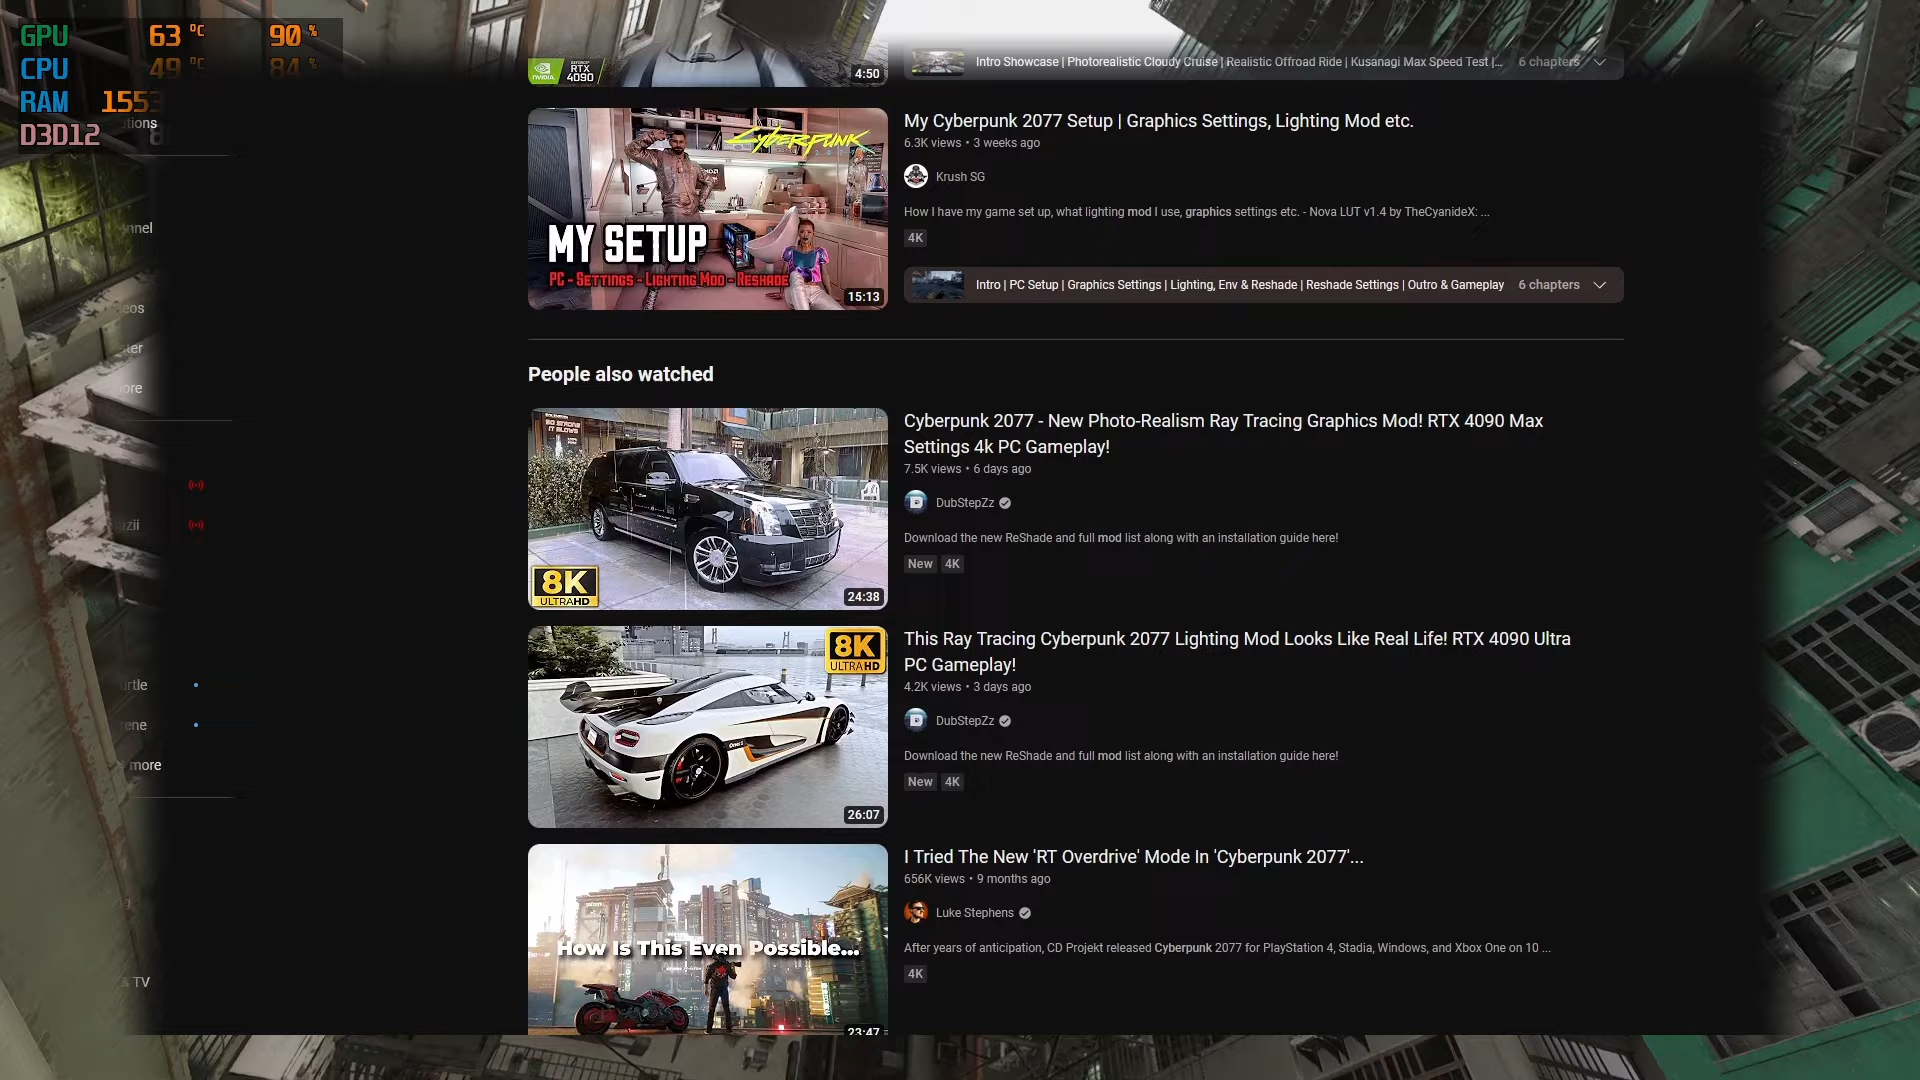 GPU 63 °C 90 %
CPU 49 °C 84 %
RAM 1553
D3D12
NVIDIA GEFORCE RTX 4090
4:50
Intro Showcase | Photorealistic Cloudy Cruise | Realistic Offroad Ride | Kusanagi Max Speed Test |... 6 chapters
My Cyberpunk 2077 Setup | Graphics Settings, Lighting Mod etc.
6.3K views • 3 weeks ago
Krush SG
How I have my game set up, what lighting mod I use, graphics settings etc. - Nova LUT v1.4 by TheCyanideX: ...
4K
Intro | PC Setup | Graphics Settings | Lighting, Env & Reshade | Reshade Settings | Outro & Gameplay 6 chapters
CYBERPUNK
MY SETUP
PC - SETTINGS - LIGHTING MOD - RESHADE
15:13
People also watched
Cyberpunk 2077 - New Photo-Realism Ray Tracing Graphics Mod! RTX 4090 Max
Settings 4k PC Gameplay!
7.5K views • 6 days ago
DubStepZz
Download the new ReShade and full mod list along with an installation guide here!
New 4K
8K
ULTRAHD
24:38
This Ray Tracing Cyberpunk 2077 Lighting Mod Looks Like Real Life! RTX 4090 Ultra
PC Gameplay!
4.2K views • 3 days ago
DubStepZz
Download the new ReShade and full mod list along with an installation guide here!
New 4K
8K
ULTRAHD
26:07
I Tried The New 'RT Overdrive' Mode In 'Cyberpunk 2077'...
656K views • 9 months ago
Luke Stephens
After years of anticipation, CD Projekt released Cyberpunk 2077 for PlayStation 4, Stadia, Windows, and Xbox One on 10 ...
4K
How Is This Even Possible...
23:47
more
& TV